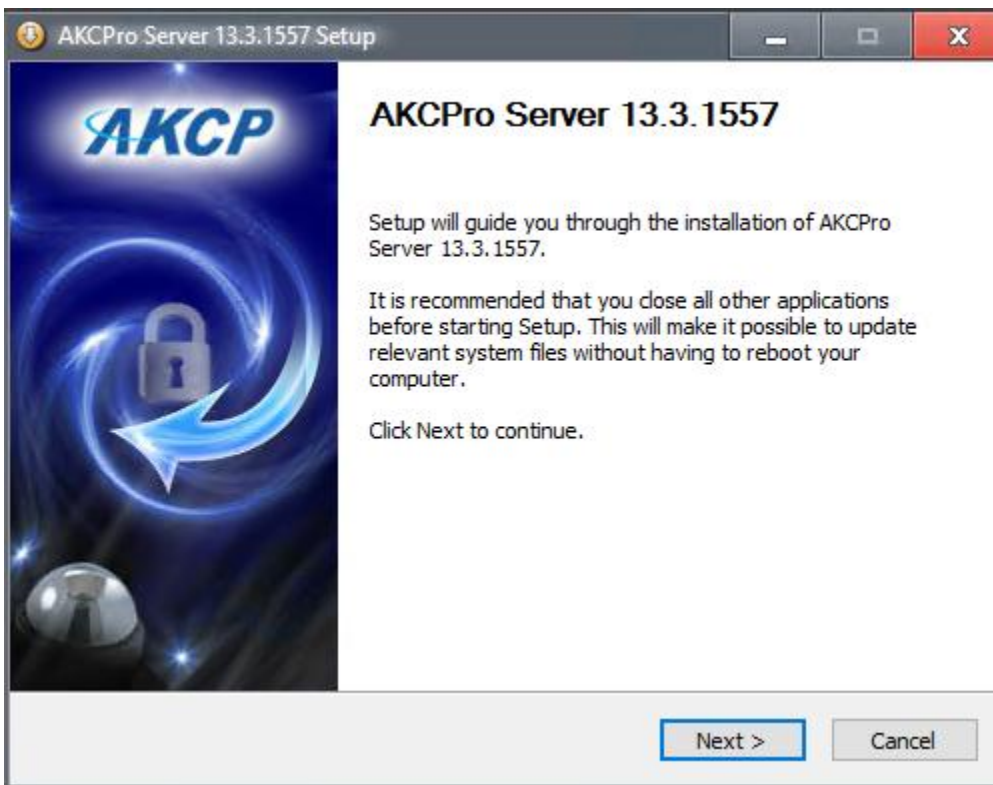 AKCPro Server 13.3.1557 Setup
AKCP
AKCPro Server 13.3.1557
Setup will guide you through the installation of AKCPro
Server 13.3.1557.
It is recommended that you close all other applications
before starting Setup. This will make it possible to update
relevant system files without having to reboot your
computer.
Click Next to continue.
Next >
Cancel